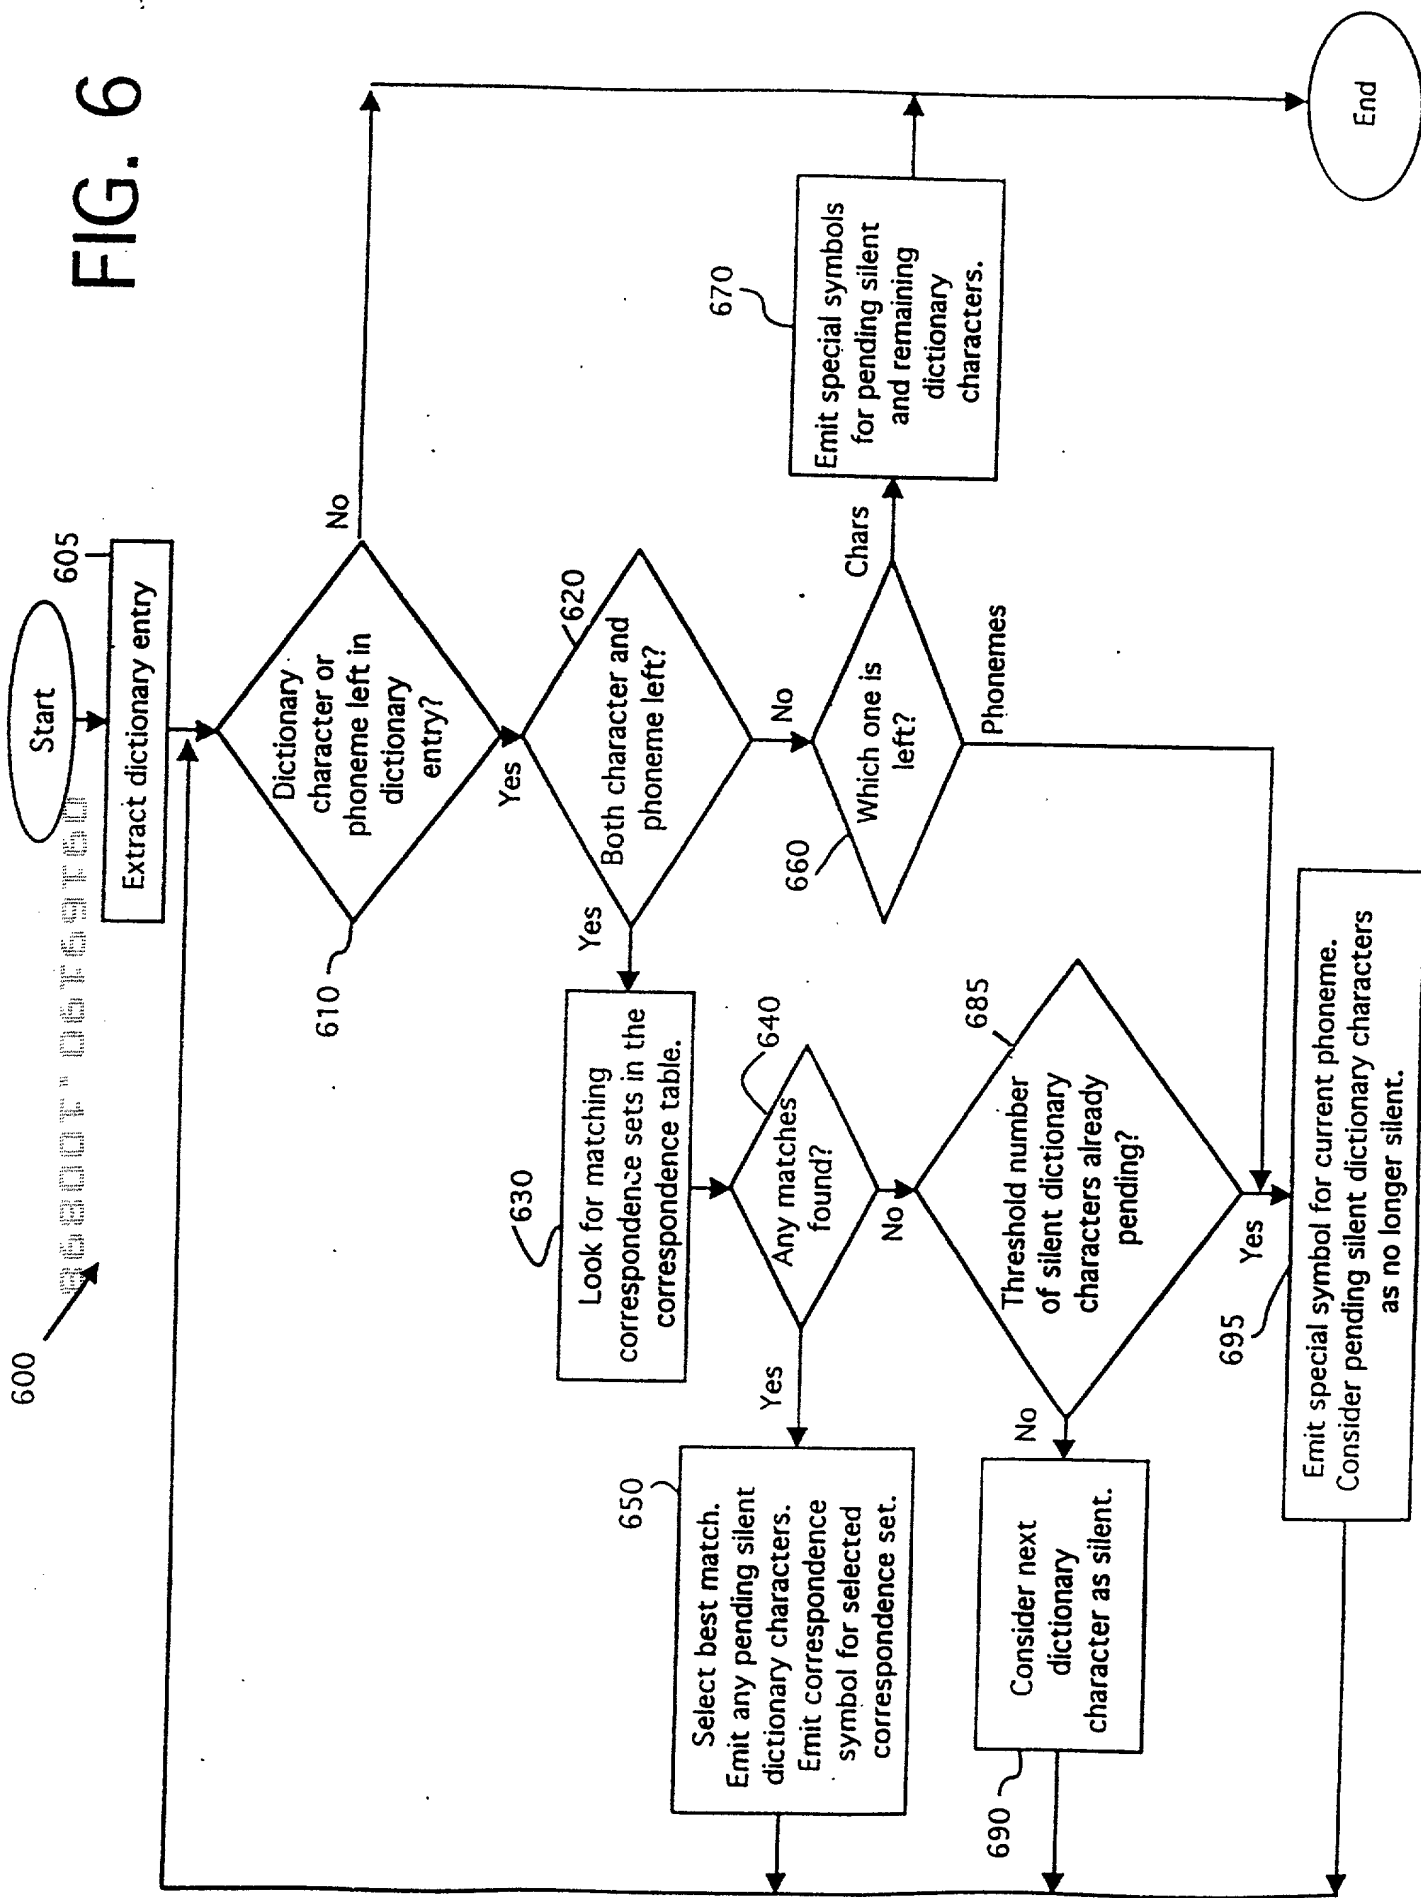 FIG. 6
600
Start
605
Extract dictionary entry
610
Dictionary
character or
phoneme left in
dictionary
entry?
No
Yes
620
Both character and
phoneme left?
Yes
No
630
Look for matching
correspondence sets in the
correspondence table.
640
Any matches
found?
Yes
No
650
Select best match.
Emit any pending silent
dictionary characters.
Emit correspondence
symbol for selected
correspondence set.
660
Which one is
left?
Chars
Phonemes
670
Emit special symbols
for pending silent
and remaining
dictionary
characters.
685
Threshold number
of silent dictionary
characters already
pending?
No
Yes
690
Consider next
dictionary
character as silent.
695
Emit special symbol for current phoneme.
Consider pending silent dictionary characters
as no longer silent.
End